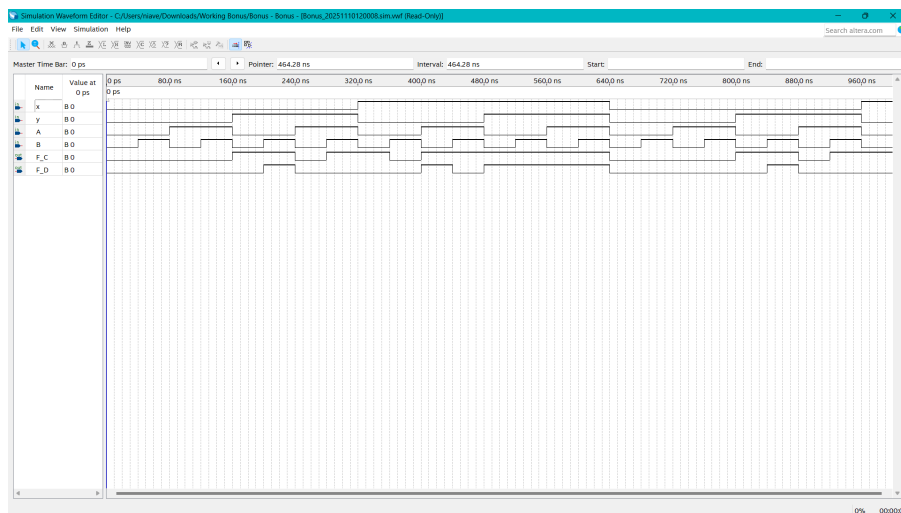 Simulation Waveform Editor - C:/Users/niave/Downloads/Working Bonus/Bonus - Bonus - [Bonus_20251110120008.sim.vwf (Read-Only)]
File Edit View Simulation Help
Search altera.com
Master Time Bar: 0 ps Pointer: 464.28 ns Interval: 464.28 ns Start: End:
Name Value at 0 ps
0 ps 80.0 ns 160.0 ns 240.0 ns 320.0 ns 400.0 ns 480.0 ns 560.0 ns 640.0 ns 720.0 ns 800.0 ns 880.0 ns 960.0 ns
0 ps
x B 0
y B 0
A B 0
B B 0
F_C B 0
F_D B 0
0%